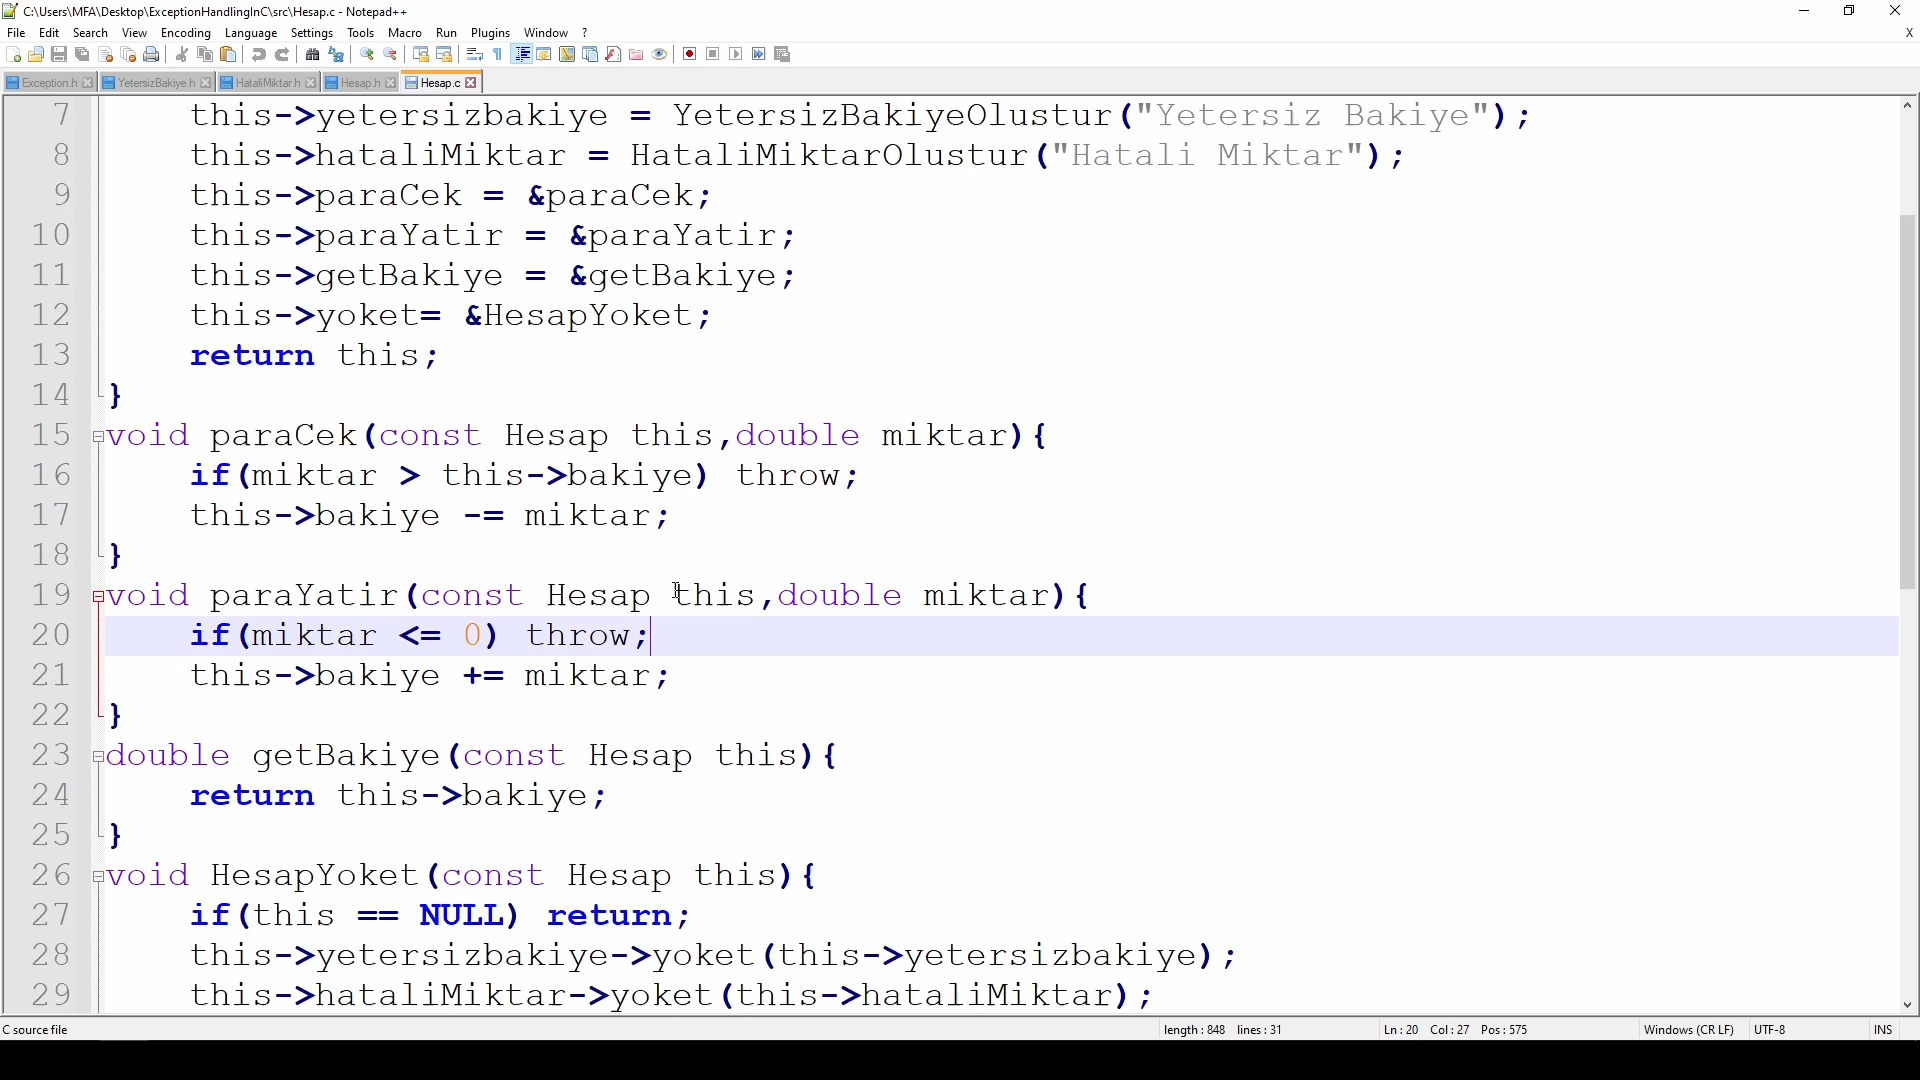 C:\Users\MFA\Desktop\ExceptionHandlingInC\src\Hesap.c - Notepad++
File Edit Search View Encoding Language Settings Tools Macro Run Plugins Window ? X
Exception.h YetersizBakiye.h HataliMiktar.h Hesap.h Hesap.c
7 this->yetersizbakiye = YetersizBakiyeOlustur("Yetersiz Bakiye");
8 this->hataliMiktar = HataliMiktarOlustur("Hatali Miktar");
9 this->paraCek = &paraCek;
10 this->paraYatir = &paraYatir;
11 this->getBakiye = &getBakiye;
12 this->yoket= &HesapYoket;
13 return this;
14 }
15 void paraCek(const Hesap this,double miktar){
16 if(miktar > this->bakiye) throw;
17 this->bakiye -= miktar;
18 }
19 void paraYatir(const Hesap this,double miktar){
20 if(miktar <= 0) throw;
21 this->bakiye += miktar;
22 }
23 double getBakiye(const Hesap this){
24 return this->bakiye;
25 }
26 void HesapYoket(const Hesap this){
27 if(this == NULL) return;
28 this->yetersizbakiye->yoket(this->yetersizbakiye);
29 this->hataliMiktar->yoket(this->hataliMiktar);
C source file length : 848 lines : 31 Ln : 20 Col : 27 Pos : 575 Windows (CR LF) UTF-8 INS